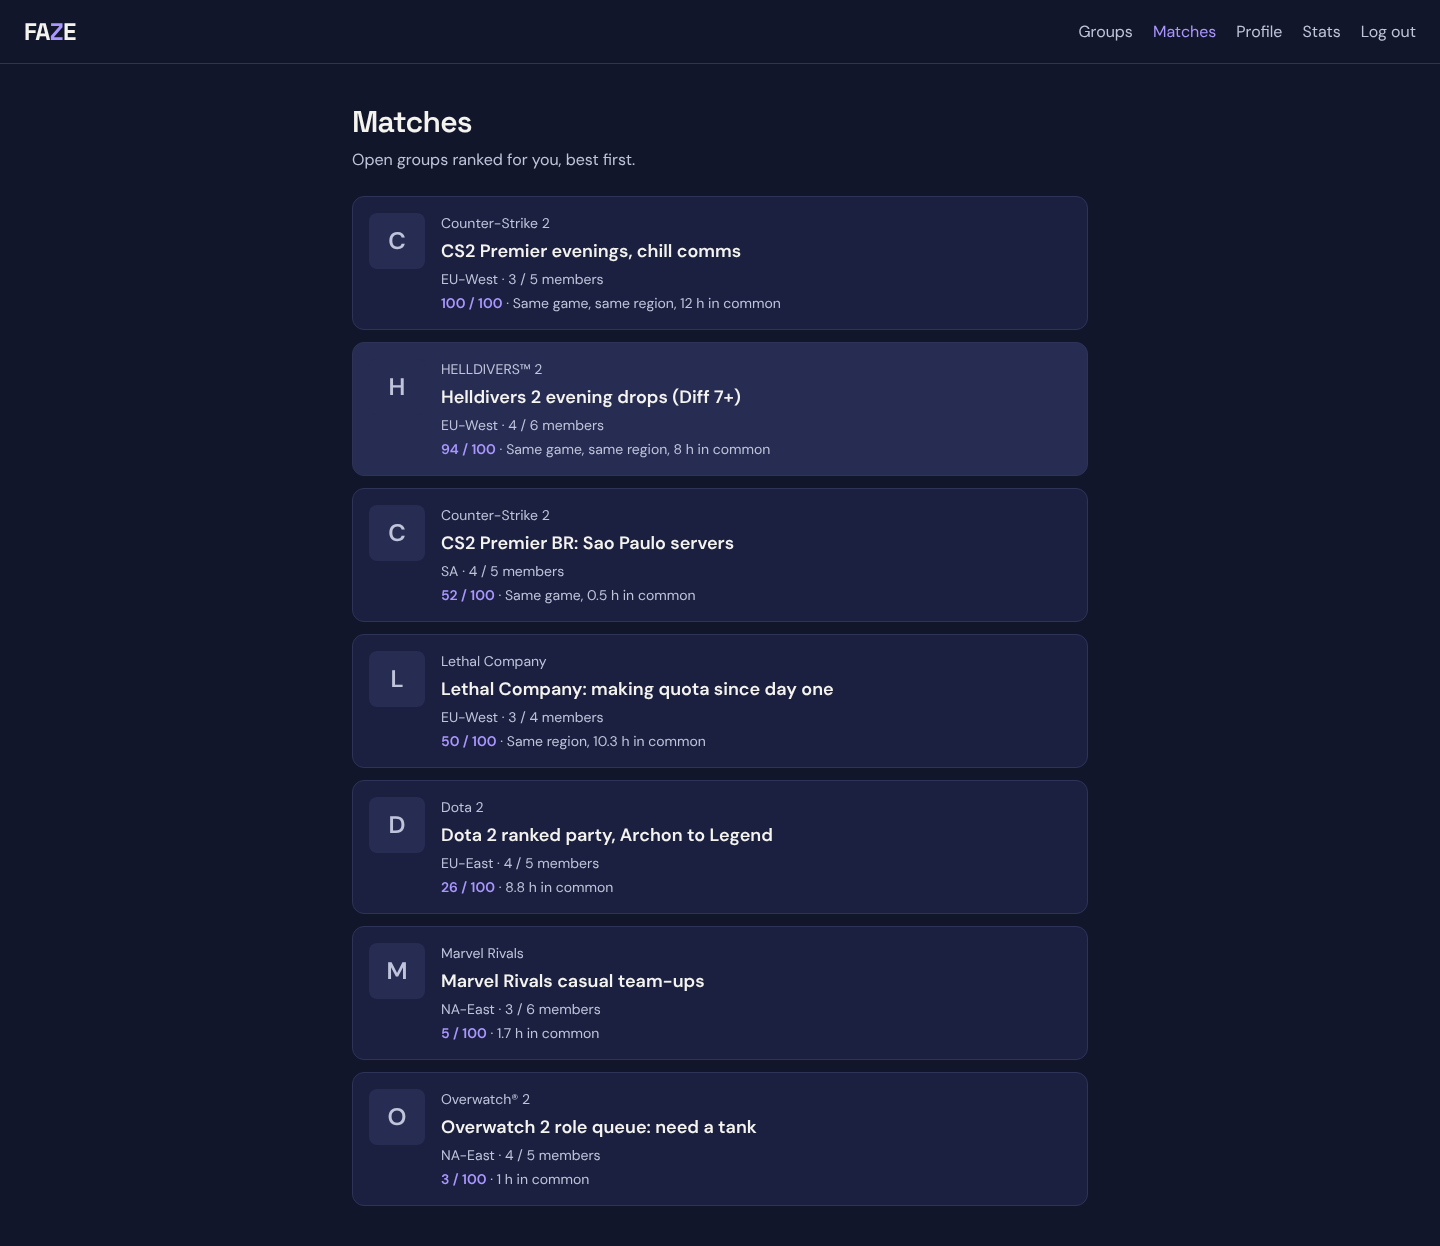 FAZE
Groups Matches Profile Stats Log out
Matches
Open groups ranked for you, best first.
C
Counter-Strike 2
CS2 Premier evenings, chill comms
EU-West · 3 / 5 members
100 / 100 · Same game, same region, 12 h in common
H
HELLDIVERS™ 2
Helldivers 2 evening drops (Diff 7+)
EU-West · 4 / 6 members
94 / 100 · Same game, same region, 8 h in common
C
Counter-Strike 2
CS2 Premier BR: Sao Paulo servers
SA · 4 / 5 members
52 / 100 · Same game, 0.5 h in common
L
Lethal Company
Lethal Company: making quota since day one
EU-West · 3 / 4 members
50 / 100 · Same region, 10.3 h in common
D
Dota 2
Dota 2 ranked party, Archon to Legend
EU-East · 4 / 5 members
26 / 100 · 8.8 h in common
M
Marvel Rivals
Marvel Rivals casual team-ups
NA-East · 3 / 6 members
5 / 100 · 1.7 h in common
O
Overwatch® 2
Overwatch 2 role queue: need a tank
NA-East · 4 / 5 members
3 / 100 · 1 h in common